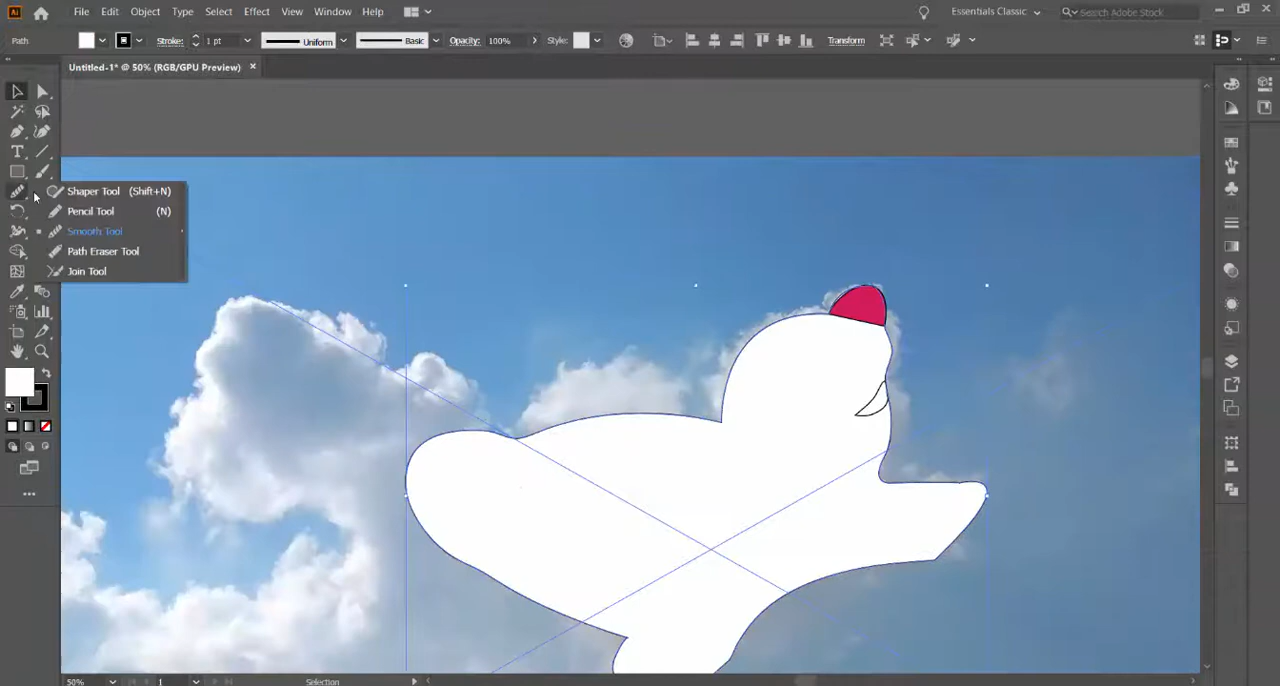 Ai File Edit Object Type Select Effect View Window Help Essentials Classic Search Adobe Stock
Path Stroke: 1 pt Uniform Basic Opacity: 100% Style: Transform
Untitled-1* @ 50% (RGB/GPU Preview)
Shaper Tool (Shift+N)
Pencil Tool (N)
Smooth Tool
Path Eraser Tool
Join Tool
50% 1 Selection